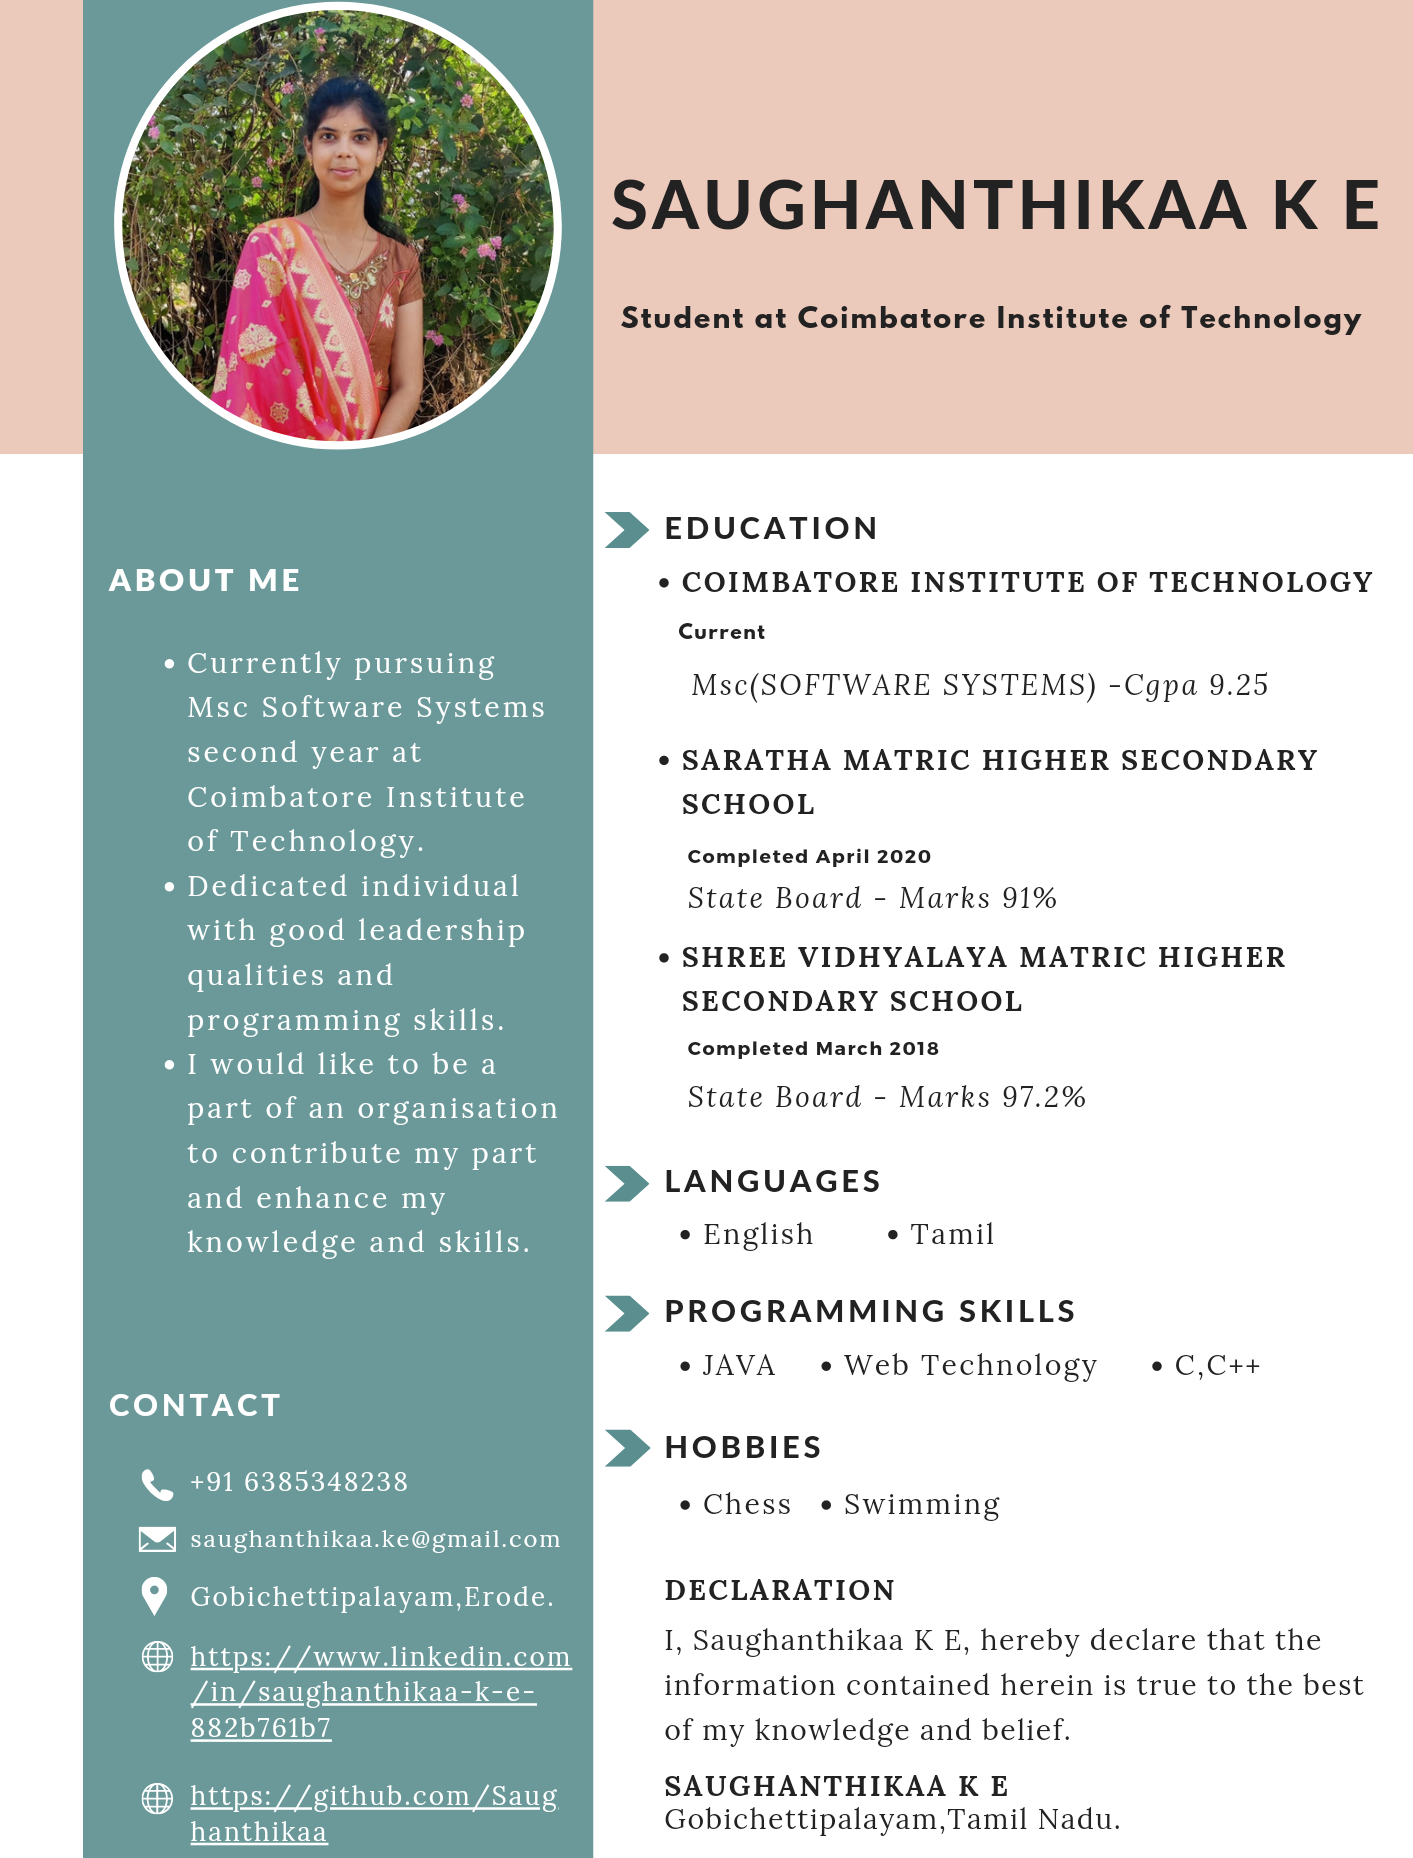 SAUGHANTHIKAA K E
Student at Coimbatore Institute of Technology
ABOUT ME
• Currently pursuing
Msc Software Systems
second year at
Coimbatore Institute
of Technology.
• Dedicated individual
with good leadership
qualities and
programming skills.
• I would like to be a
part of an organisation
to contribute my part
and enhance my
knowledge and skills.
CONTACT
+91 6385348238
saughanthikaa.ke@gmail.com
Gobichettipalayam,Erode.
https://www.linkedin.com
/in/saughanthikaa-k-e-
882b761b7
https://github.com/Saug
hanthikaa
EDUCATION
• COIMBATORE INSTITUTE OF TECHNOLOGY
Current
Msc(SOFTWARE SYSTEMS) -Cgpa 9.25
• SARATHA MATRIC HIGHER SECONDARY
SCHOOL
Completed April 2020
State Board - Marks 91%
• SHREE VIDHYALAYA MATRIC HIGHER
SECONDARY SCHOOL
Completed March 2018
State Board - Marks 97.2%
LANGUAGES
• English • Tamil
PROGRAMMING SKILLS
• JAVA • Web Technology • C,C++
HOBBIES
• Chess • Swimming
DECLARATION
I, Saughanthikaa K E, hereby declare that the
information contained herein is true to the best
of my knowledge and belief.
SAUGHANTHIKAA K E
Gobichettipalayam,Tamil Nadu.